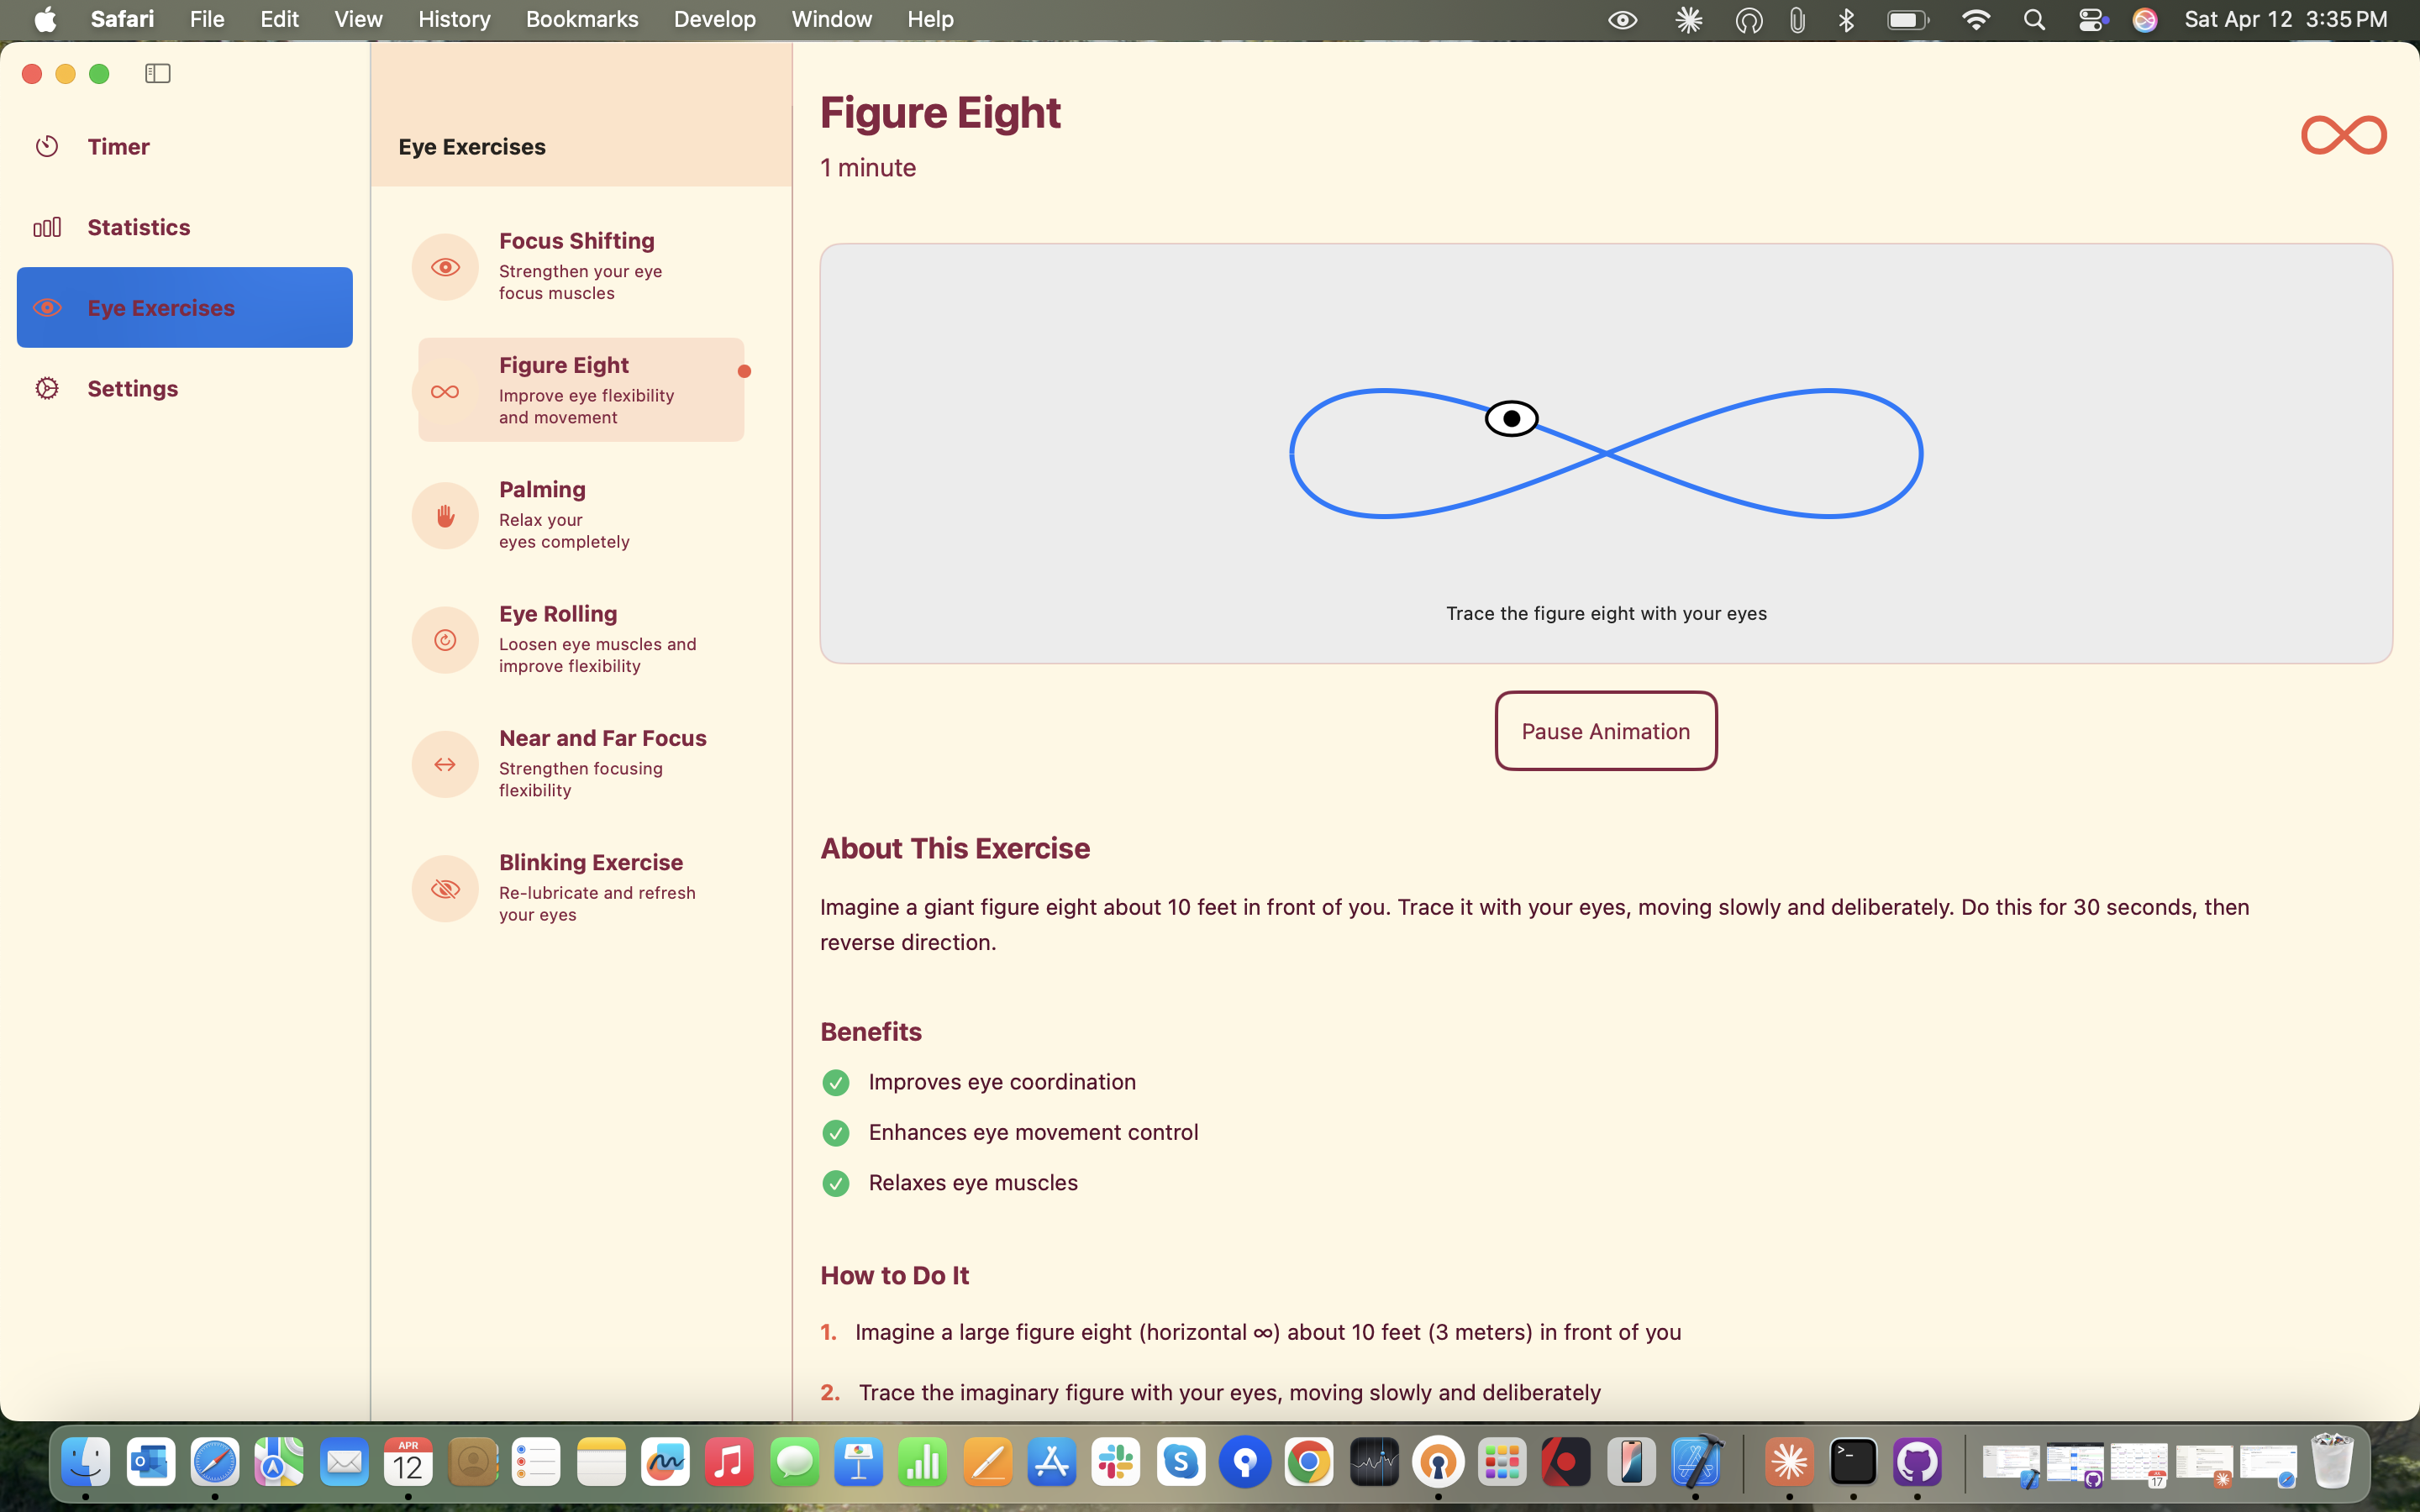 Safari File Edit View History Bookmarks Develop Window Help
Sat Apr 12 3:35 PM
Timer
Statistics
Eye Exercises
Settings
Eye Exercises
Focus Shifting
Strengthen your eye
focus muscles
Figure Eight
Improve eye flexibility
and movement
Palming
Relax your
eyes completely
Eye Rolling
Loosen eye muscles and
improve flexibility
Near and Far Focus
Strengthen focusing
flexibility
Blinking Exercise
Re-lubricate and refresh
your eyes
Figure Eight
1 minute
Trace the figure eight with your eyes
Pause Animation
About This Exercise
Imagine a giant figure eight about 10 feet in front of you. Trace it with your eyes, moving slowly and deliberately. Do this for 30 seconds, then
reverse direction.
Benefits
Improves eye coordination
Enhances eye movement control
Relaxes eye muscles
How to Do It
1. Imagine a large figure eight (horizontal ∞) about 10 feet (3 meters) in front of you
2. Trace the imaginary figure with your eyes, moving slowly and deliberately
APR
12
17